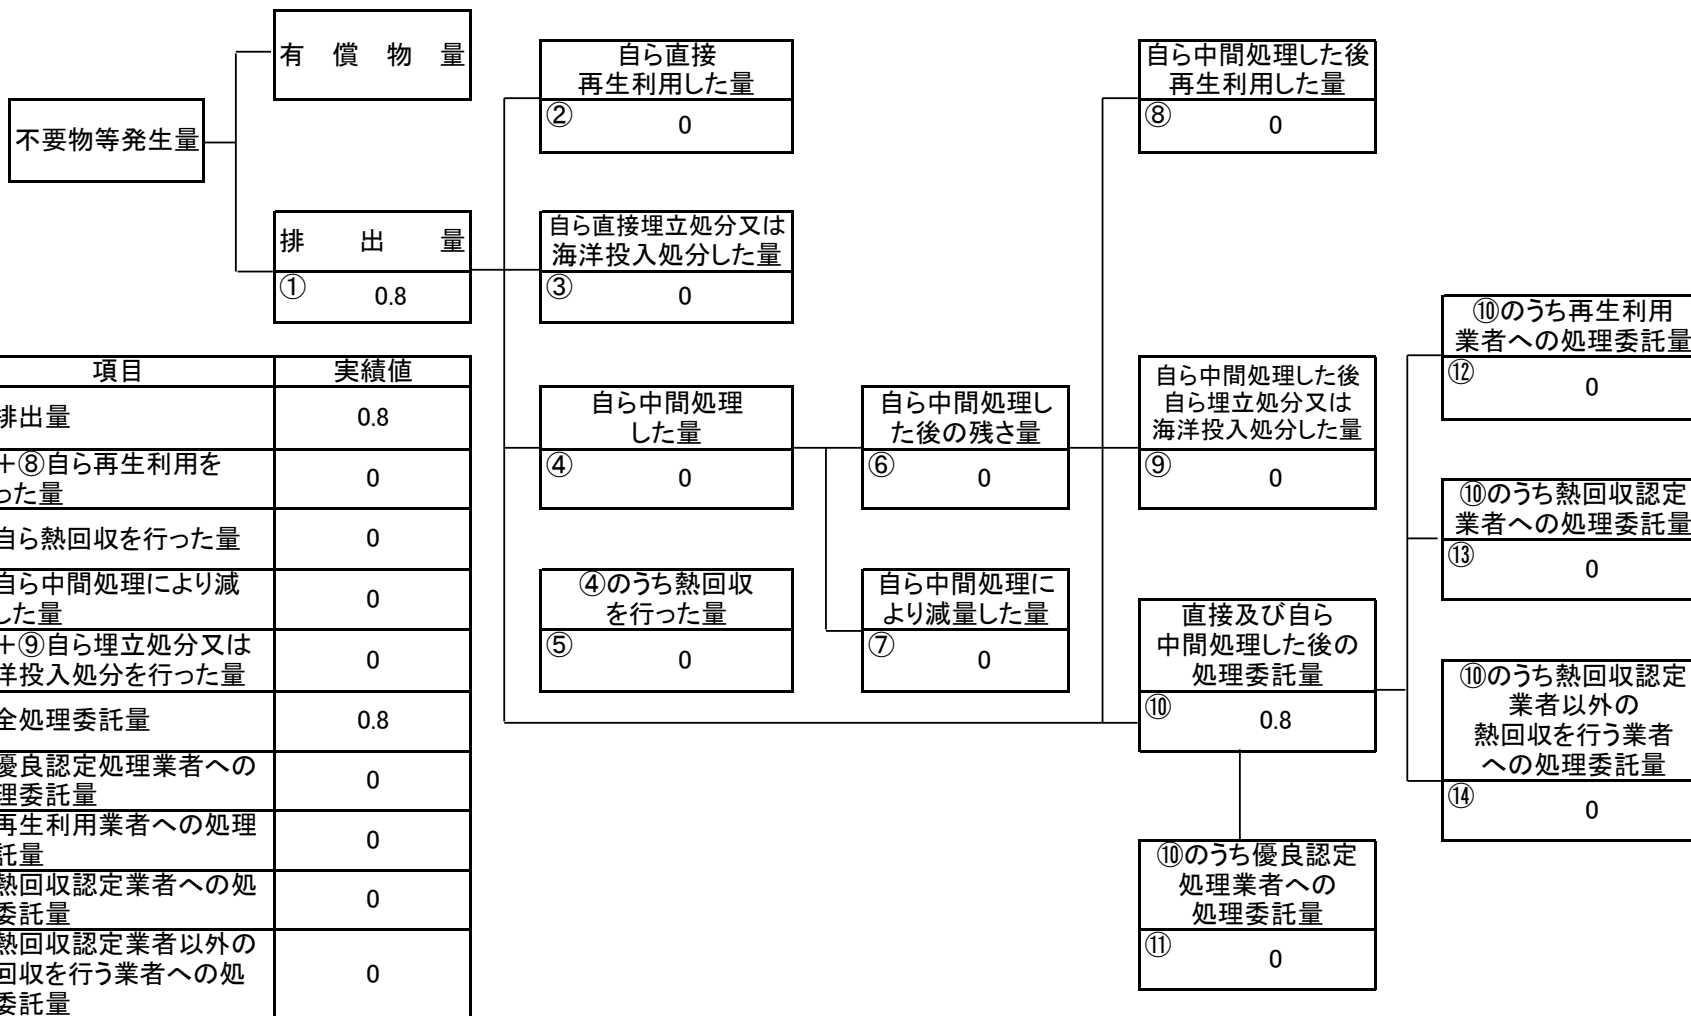 有償物量
不要物等発生量
排出量
①
0.8
自ら直接
再生利用した量
②
0
自ら直接埋立処分又は
海洋投入処分した量
③
0
自ら中間処理
した量
④
0
④のうち熱回収
を行った量
⑤
0
自ら中間処理し
た後の残さ量
⑥
0
自ら中間処理に
より減量した量
⑦
0
自ら中間処理した後
再生利用した量
⑧
0
自ら中間処理した後
自ら埋立処分又は
海洋投入処分した量
⑨
0
直接及び自ら
中間処理した後の
処理委託量
⑩
0.8
⑩のうち優良認定
処理業者への
処理委託量
⑪
0
⑩のうち再生利用
業者への処理委託量
⑫
0
⑩のうち熱回収認定
業者への処理委託量
⑬
0
⑩のうち熱回収認定
業者以外の
熱回収を行う業者
への処理委託量
⑭
0
項目 実績値
排出量 0.8
+⑧自ら再生利用を
った量
0
自ら熱回収を行った量 0
自ら中間処理により減
した量
0
+⑨自ら埋立処分又は
洋投入処分を行った量
0
全処理委託量 0.8
優良認定処理業者への
理委託量
0
再生利用業者への処理
託量
0
熱回収認定業者への処
委託量
0
熱回収認定業者以外の
回収を行う業者への処
委託量
0